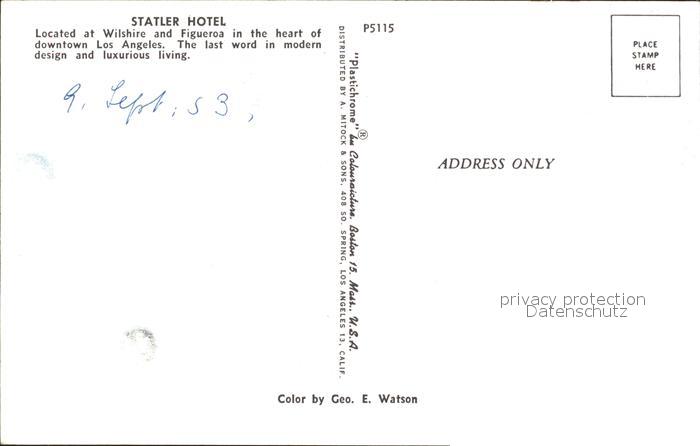 STATLER HOTEL
Located at Wilshire and Figueroa in the heart of
downtown Los Angeles. The last word in modern
design and luxurious living.
9. Sept. 53,
P5115
"Plastichrome"® by Colourpicture, Boston 15, Mass., U.S.A.
DISTRIBUTED BY A. MITOCK & SONS, 408 SO. SPRING, LOS ANGELES 13, CALIF.
PLACE
STAMP
HERE
ADDRESS ONLY
privacy protection
Datenschutz
Color by Geo. E. Watson